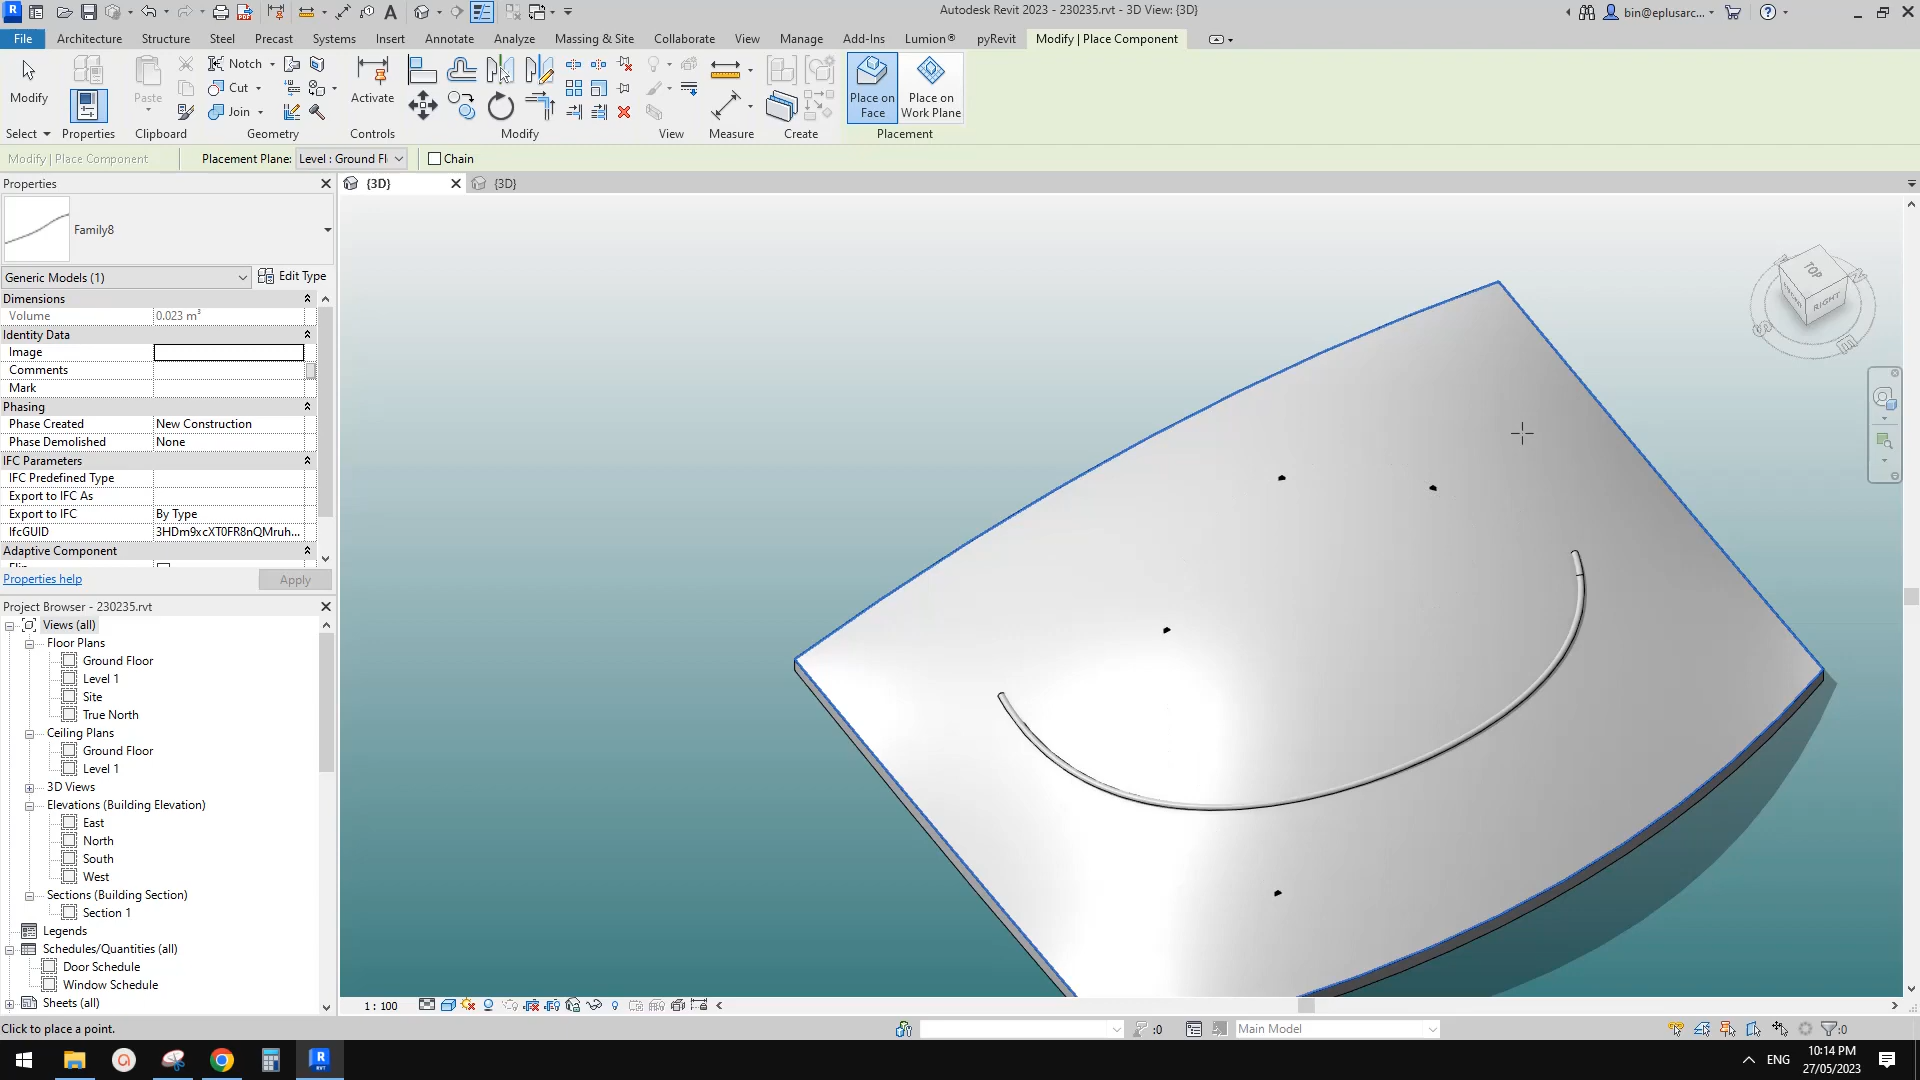 Autodesk Revit 2023 - 230235.rvt - 3D View: {3D}
bin@eplusarc...
File Architecture Structure Steel Precast Systems Insert Annotate Analyze Massing & Site Collaborate View Manage Add-Ins Lumion® pyRevit Modify | Place Component
Modify
Paste
Notch
Cut
Join
Activate
Place on Face
Place on Work Plane
Select Properties Clipboard Geometry Controls Modify View Measure Create Placement
Modify | Place Component Placement Plane: Level : Ground Fl Chain
Properties
{3D} {3D}
Family8
Generic Models (1) Edit Type
Dimensions
Volume 0.023 m³
Identity Data
Image
Comments
Mark
Phasing
Phase Created New Construction
Phase Demolished None
IFC Parameters
IFC Predefined Type
Export to IFC As
Export to IFC By Type
IfcGUID 3HDm9xcXT0FR8nQMruh...
Adaptive Component
Properties help Apply
Project Browser - 230235.rvt
Views (all)
Floor Plans
Ground Floor
Level 1
Site
True North
Ceiling Plans
Ground Floor
Level 1
3D Views
Elevations (Building Elevation)
East
North
South
West
Sections (Building Section)
Section 1
Legends
Schedules/Quantities (all)
Door Schedule
Window Schedule
Sheets (all)
TOP
RIGHT
S
E
1 : 100
Click to place a point.
:0
Main Model
:0
ENG
10:14 PM
27/05/2023